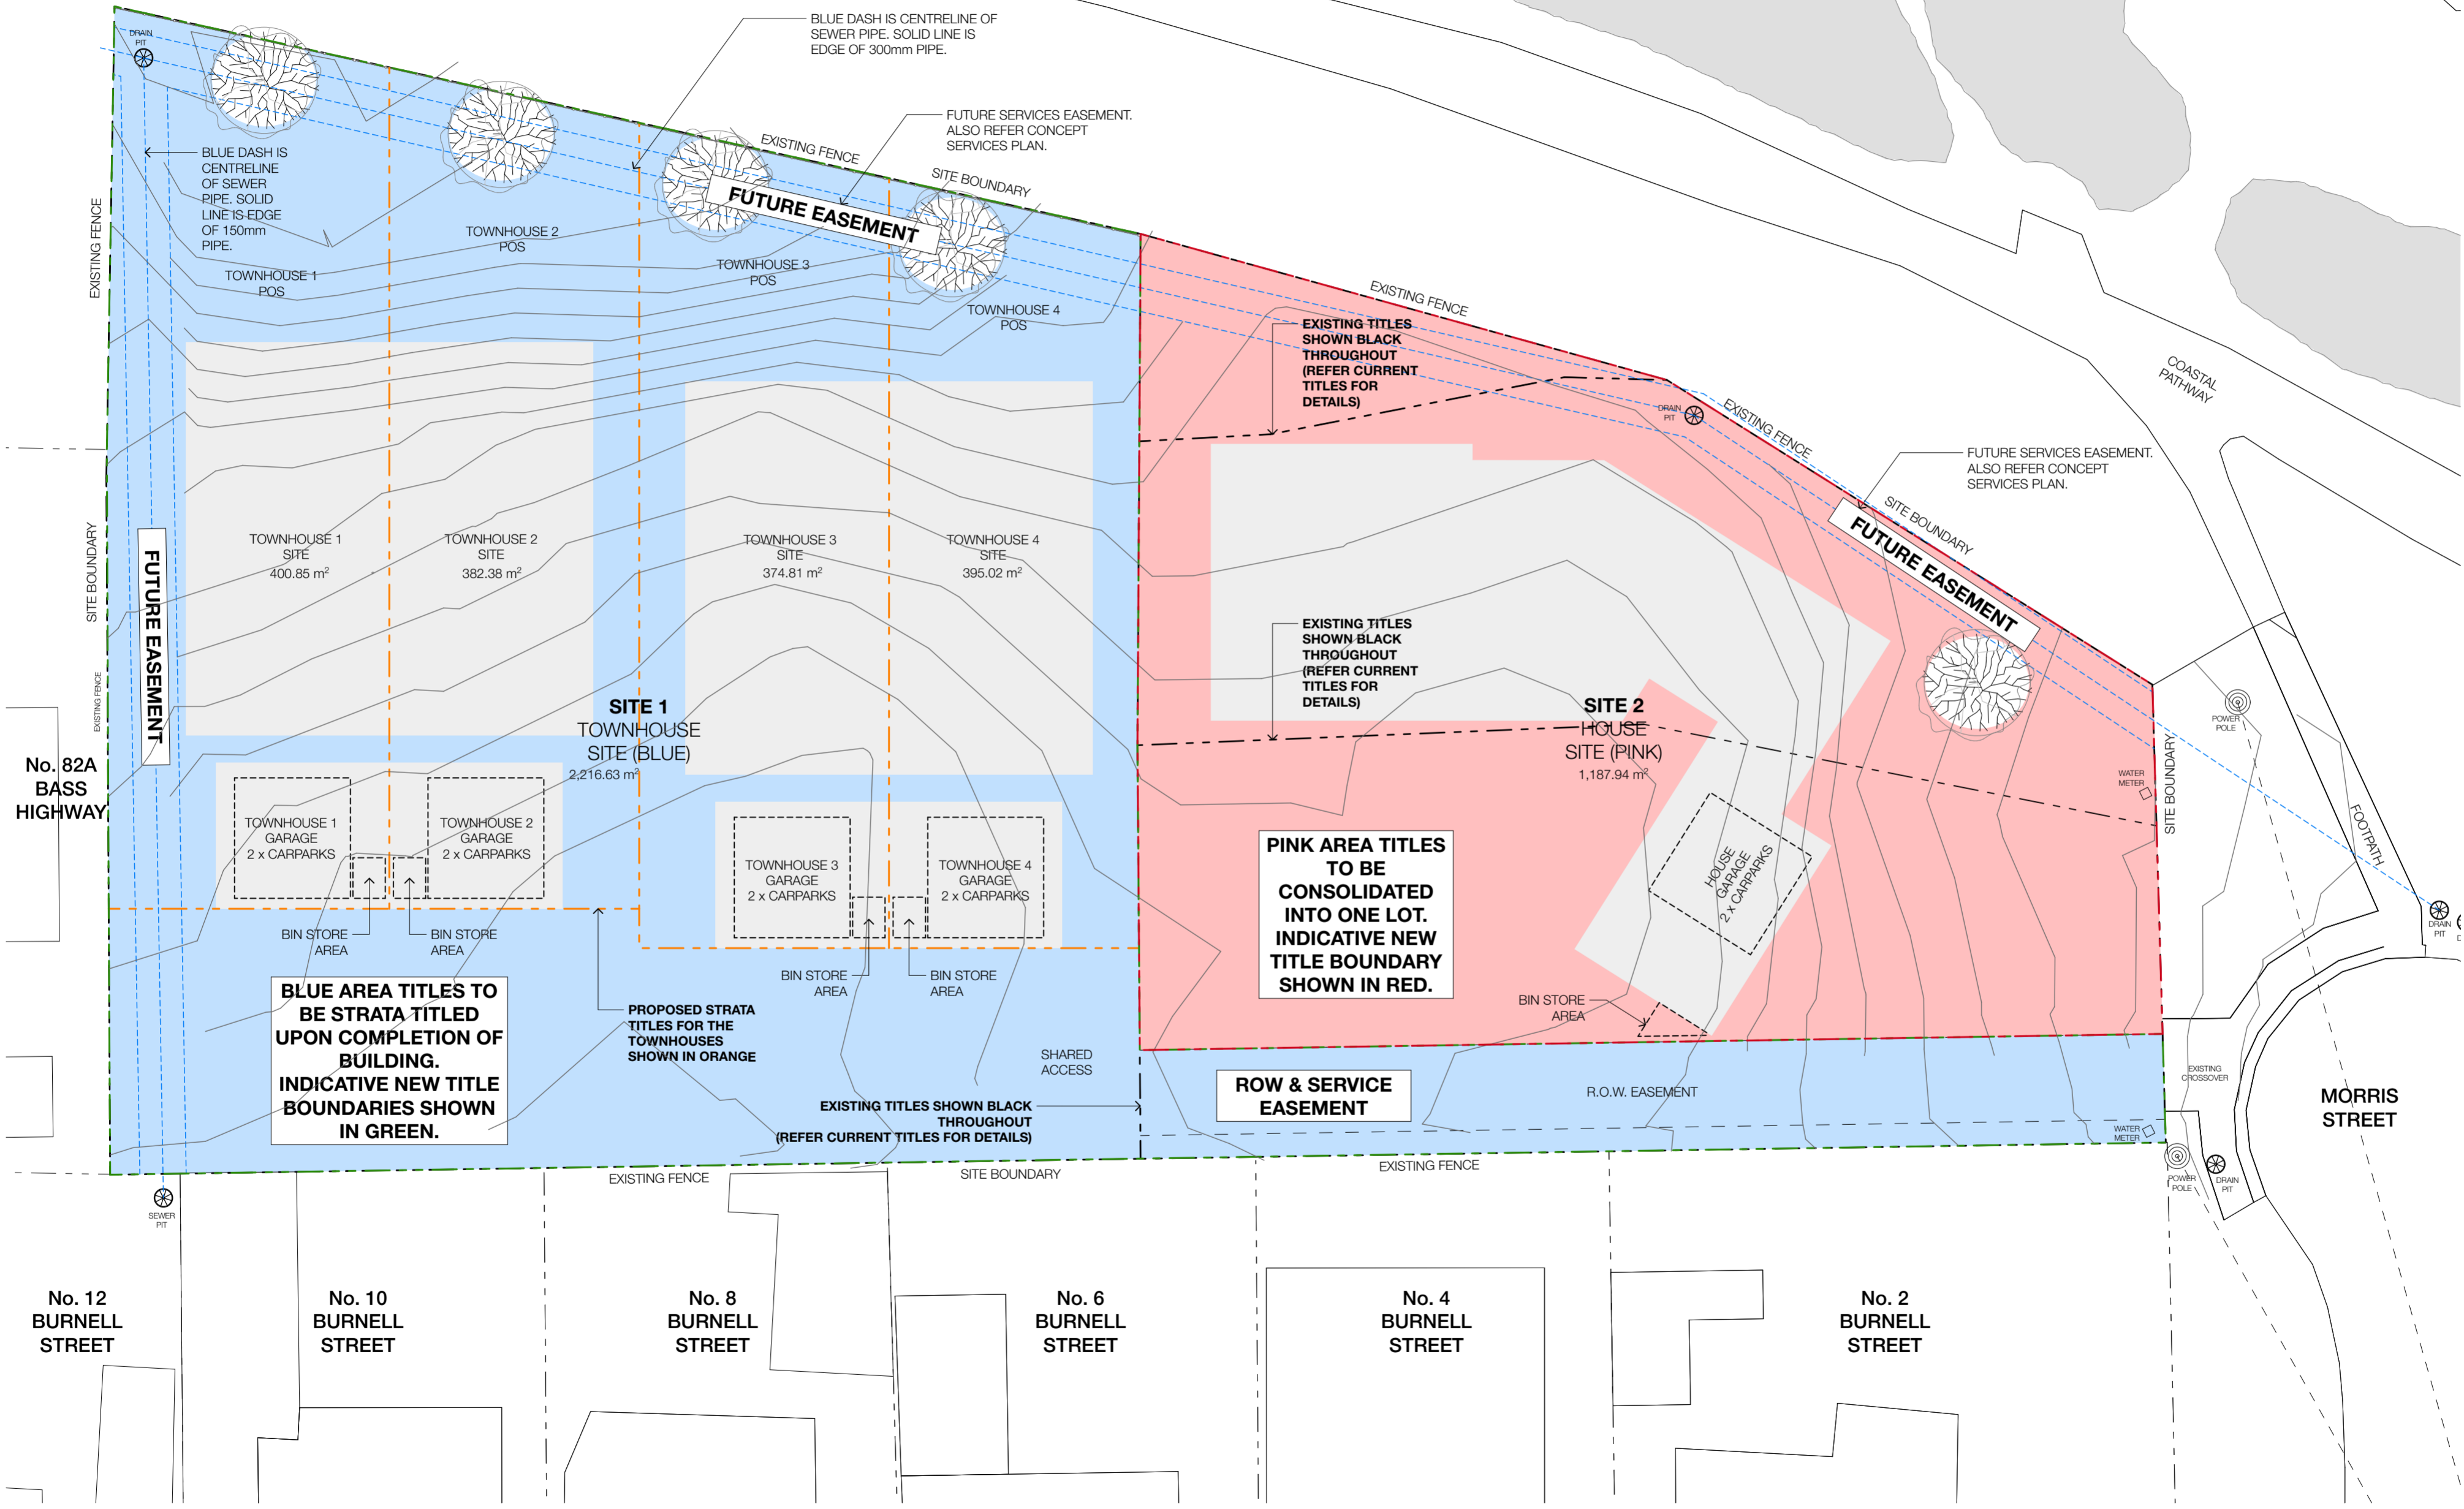 BLUE DASH IS CENTRELINE OF
SEWER PIPE. SOLID LINE IS
EDGE OF 300mm PIPE.
DRAIN
PIT
FUTURE SERVICES EASEMENT.
ALSO REFER CONCEPT
SERVICES PLAN.
BLUE DASH IS
CENTRELINE
OF SEWER
PIPE. SOLID
LINE IS EDGE
OF 150mm
PIPE.
EXISTING FENCE
SITE BOUNDARY
FUTURE EASEMENT
EXISTING FENCE
TOWNHOUSE 1
POS
TOWNHOUSE 2
POS
TOWNHOUSE 3
POS
TOWNHOUSE 4
POS
EXISTING FENCE
EXISTING TITLES
SHOWN BLACK
THROUGHOUT
(REFER CURRENT
TITLES FOR
DETAILS)
COASTAL
PATHWAY
DRAIN
PIT
EXISTING FENCE
FUTURE SERVICES EASEMENT.
ALSO REFER CONCEPT
SERVICES PLAN.
SITE BOUNDARY
FUTURE EASEMENT
SITE BOUNDARY
FUTURE EASEMENT
EXISTING FENCE
TOWNHOUSE 1
SITE
400.85 m²
TOWNHOUSE 2
SITE
382.38 m²
TOWNHOUSE 3
SITE
374.81 m²
TOWNHOUSE 4
SITE
395.02 m²
EXISTING TITLES
SHOWN BLACK
THROUGHOUT
(REFER CURRENT
TITLES FOR
DETAILS)
SITE 1
TOWNHOUSE
SITE (BLUE)
2,216.63 m²
SITE 2
HOUSE
SITE (PINK)
1,187.94 m²
POWER
POLE
WATER
METER
SITE BOUNDARY
FOOTPATH
No. 82A
BASS
HIGHWAY
TOWNHOUSE 1
GARAGE
2 x CARPARKS
TOWNHOUSE 2
GARAGE
2 x CARPARKS
TOWNHOUSE 3
GARAGE
2 x CARPARKS
TOWNHOUSE 4
GARAGE
2 x CARPARKS
PINK AREA TITLES
TO BE
CONSOLIDATED
INTO ONE LOT.
INDICATIVE NEW
TITLE BOUNDARY
SHOWN IN RED.
HOUSE
GARAGE
2 x CARPARKS
DRAIN
PIT
D
BIN STORE
AREA
BIN STORE
AREA
BIN STORE
AREA
BIN STORE
AREA
BIN STORE
AREA
BLUE AREA TITLES TO
BE STRATA TITLED
UPON COMPLETION OF
BUILDING.
INDICATIVE NEW TITLE
BOUNDARIES SHOWN
IN GREEN.
PROPOSED STRATA
TITLES FOR THE
TOWNHOUSES
SHOWN IN ORANGE
SHARED
ACCESS
EXISTING TITLES SHOWN BLACK
THROUGHOUT
(REFER CURRENT TITLES FOR DETAILS)
ROW & SERVICE
EASEMENT
R.O.W. EASEMENT
EXISTING
CROSSOVER
MORRIS
STREET
WATER
METER
EXISTING FENCE
SITE BOUNDARY
EXISTING FENCE
POWER
POLE
DRAIN
PIT
SEWER
PIT
No. 12
BURNELL
STREET
No. 10
BURNELL
STREET
No. 8
BURNELL
STREET
No. 6
BURNELL
STREET
No. 4
BURNELL
STREET
No. 2
BURNELL
STREET